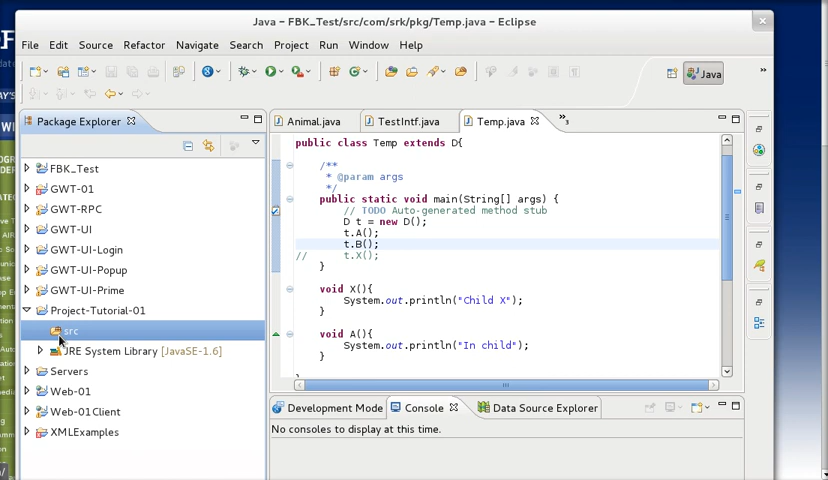 Java – FBK_Test/src/com/srk/pkg/Temp.java – Eclipse
File Edit Source Refactor Navigate Search Project Run Window Help
Java
Package Explorer
FBK_Test
GWT-01
GWT-RPC
GWT-UI
GWT-UI-Login
GWT-UI-Popup
GWT-UI-Prime
Project-Tutorial-01
src
JRE System Library [JavaSE-1.6]
Servers
Web-01
Web-01Client
XMLExamples
Animal.java TestIntf.java Temp.java »3
public class Temp extends D{
/**
* @param args
*/
public static void main(String[] args) {
// TODO Auto-generated method stub
D t = new D();
t.A();
t.B();
// t.X();
}
void X(){
System.out.println("Child X");
}
void A(){
System.out.println("In child");
}
Development Mode Console Data Source Explorer
No consoles to display at this time.